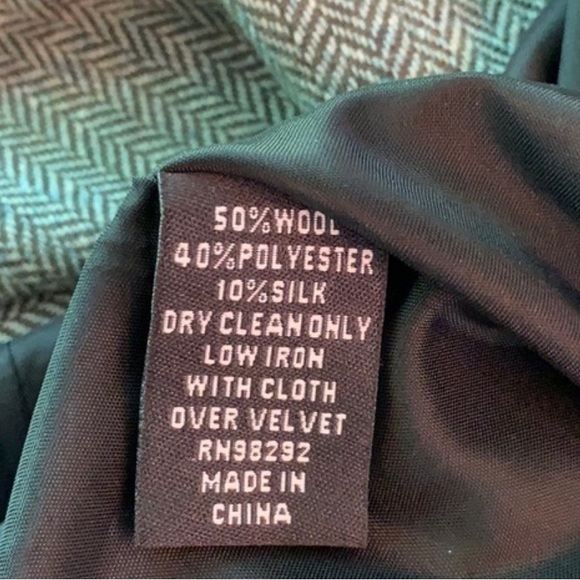 50% WOOL
40% POLYESTER
10% SILK
DRY CLEAN ONLY
LOW IRON
WITH CLOTH
OVER VELVET
RN98292
MADE IN
CHINA